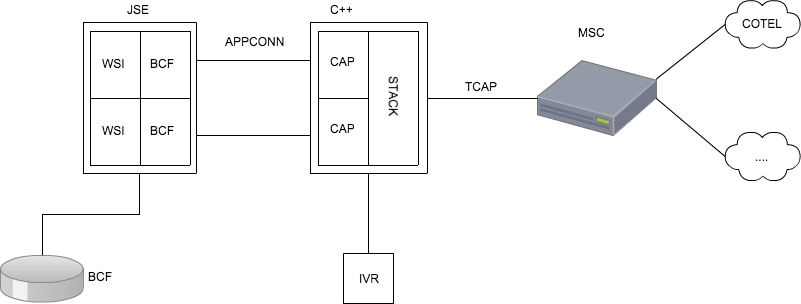 JSE
C++
MSC
COTEL
APPCONN
WSI
BCF
CAP
STACK
TCAP
WSI
BCF
CAP
....
BCF
IVR